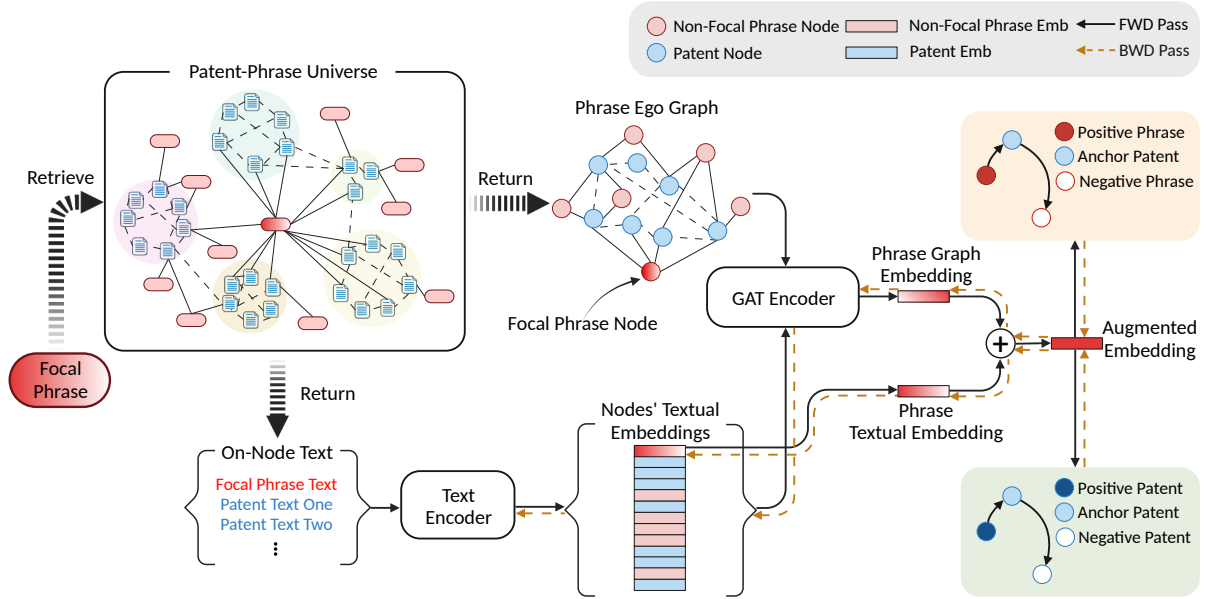 Non-Focal Phrase Node
Non-Focal Phrase Emb
FWD Pass
Patent Node
Patent Emb
BWD Pass
Patent-Phrase Universe
Phrase Ego Graph
Positive Phrase
Anchor Patent
Negative Phrase
Retrieve
Return
Phrase Graph
Embedding
GAT Encoder
Focal Phrase Node
+
Augmented
Embedding
Focal
Phrase
Return
Nodes' Textual
Embeddings
Phrase
Textual Embedding
On-Node Text
Focal Phrase Text
Patent Text One
Patent Text Two
Text
Encoder
Positive Patent
Anchor Patent
Negative Patent